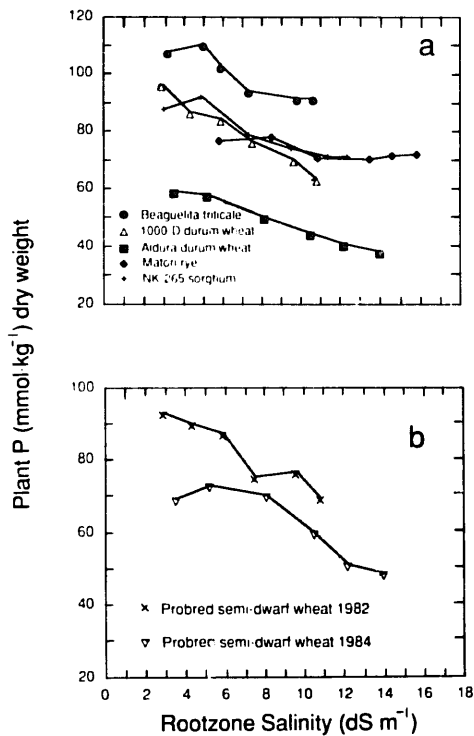 120
a
100
80
60
40
20
Beaguelita triticale
1000 D durum wheat
Aldura durum wheat
Maton rye
NK 265 sorghum
Plant P (mmol·kg⁻¹) dry weight
100
b
80
60
40
20
Probred semi-dwarf wheat 1982
Probred semi-dwarf wheat 1984
0 2 4 6 8 10 12 14 16 18
Rootzone Salinity (dS m⁻¹)